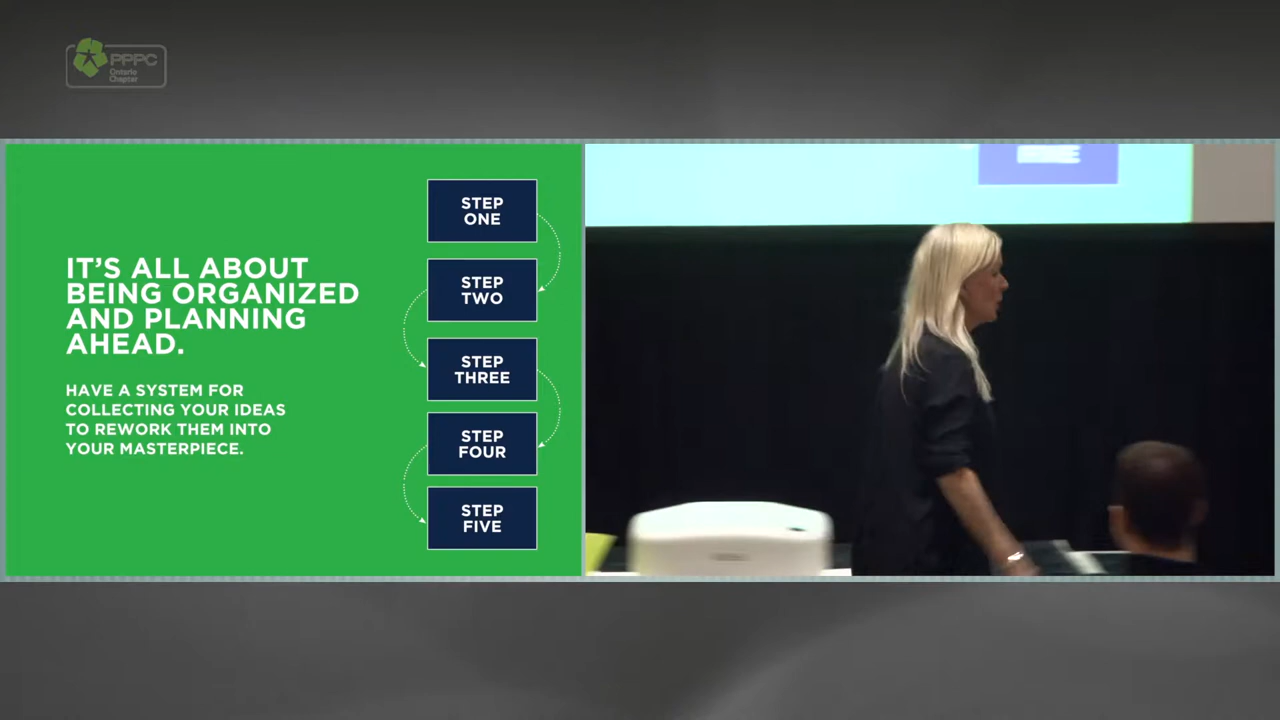 PPPC
Ontario
Chapter
IT'S ALL ABOUT
BEING ORGANIZED
AND PLANNING
AHEAD.
HAVE A SYSTEM FOR
COLLECTING YOUR IDEAS
TO REWORK THEM INTO
YOUR MASTERPIECE.
STEP
ONE
STEP
TWO
STEP
THREE
STEP
FOUR
STEP
FIVE